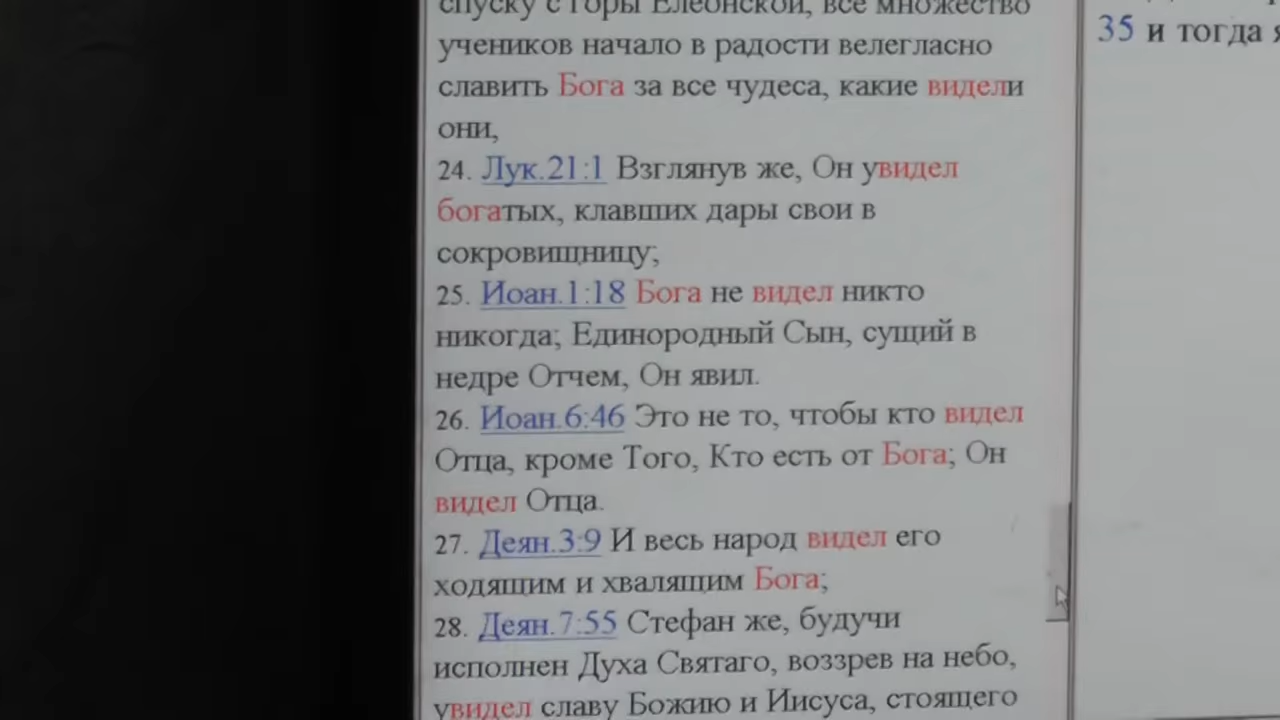 спуску с горы Елеонской, все множество
учеников начало в радости велегласно
славить Бога за все чудеса, какие видели
они,
24. Лук.21:1 Взглянув же, Он увидел
богатых, клавших дары свои в
сокровищницу;
25. Иоан.1:18 Бога не видел никто
никогда; Единородный Сын, сущий в
недре Отчем, Он явил.
26. Иоан.6:46 Это не то, чтобы кто видел
Отца, кроме Того, Кто есть от Бога; Он
видел Отца.
27. Деян.3:9 И весь народ видел его
ходящим и хвалящим Бога;
28. Деян.7:55 Стефан же, будучи
исполнен Духа Святаго, воззрев на небо,
увидел славу Божию и Иисуса, стоящего
35 и тогда